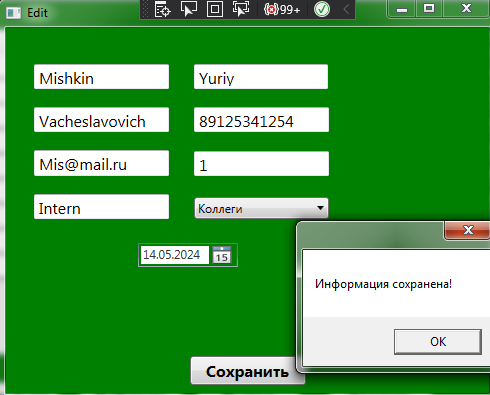 Edit
99+
Mishkin
Yuriy
Vacheslavovich
89125341254
Mis@mail.ru
1
Intern
Коллеги
14.05.2024
15
Информация сохранена!
OK
Сохранить